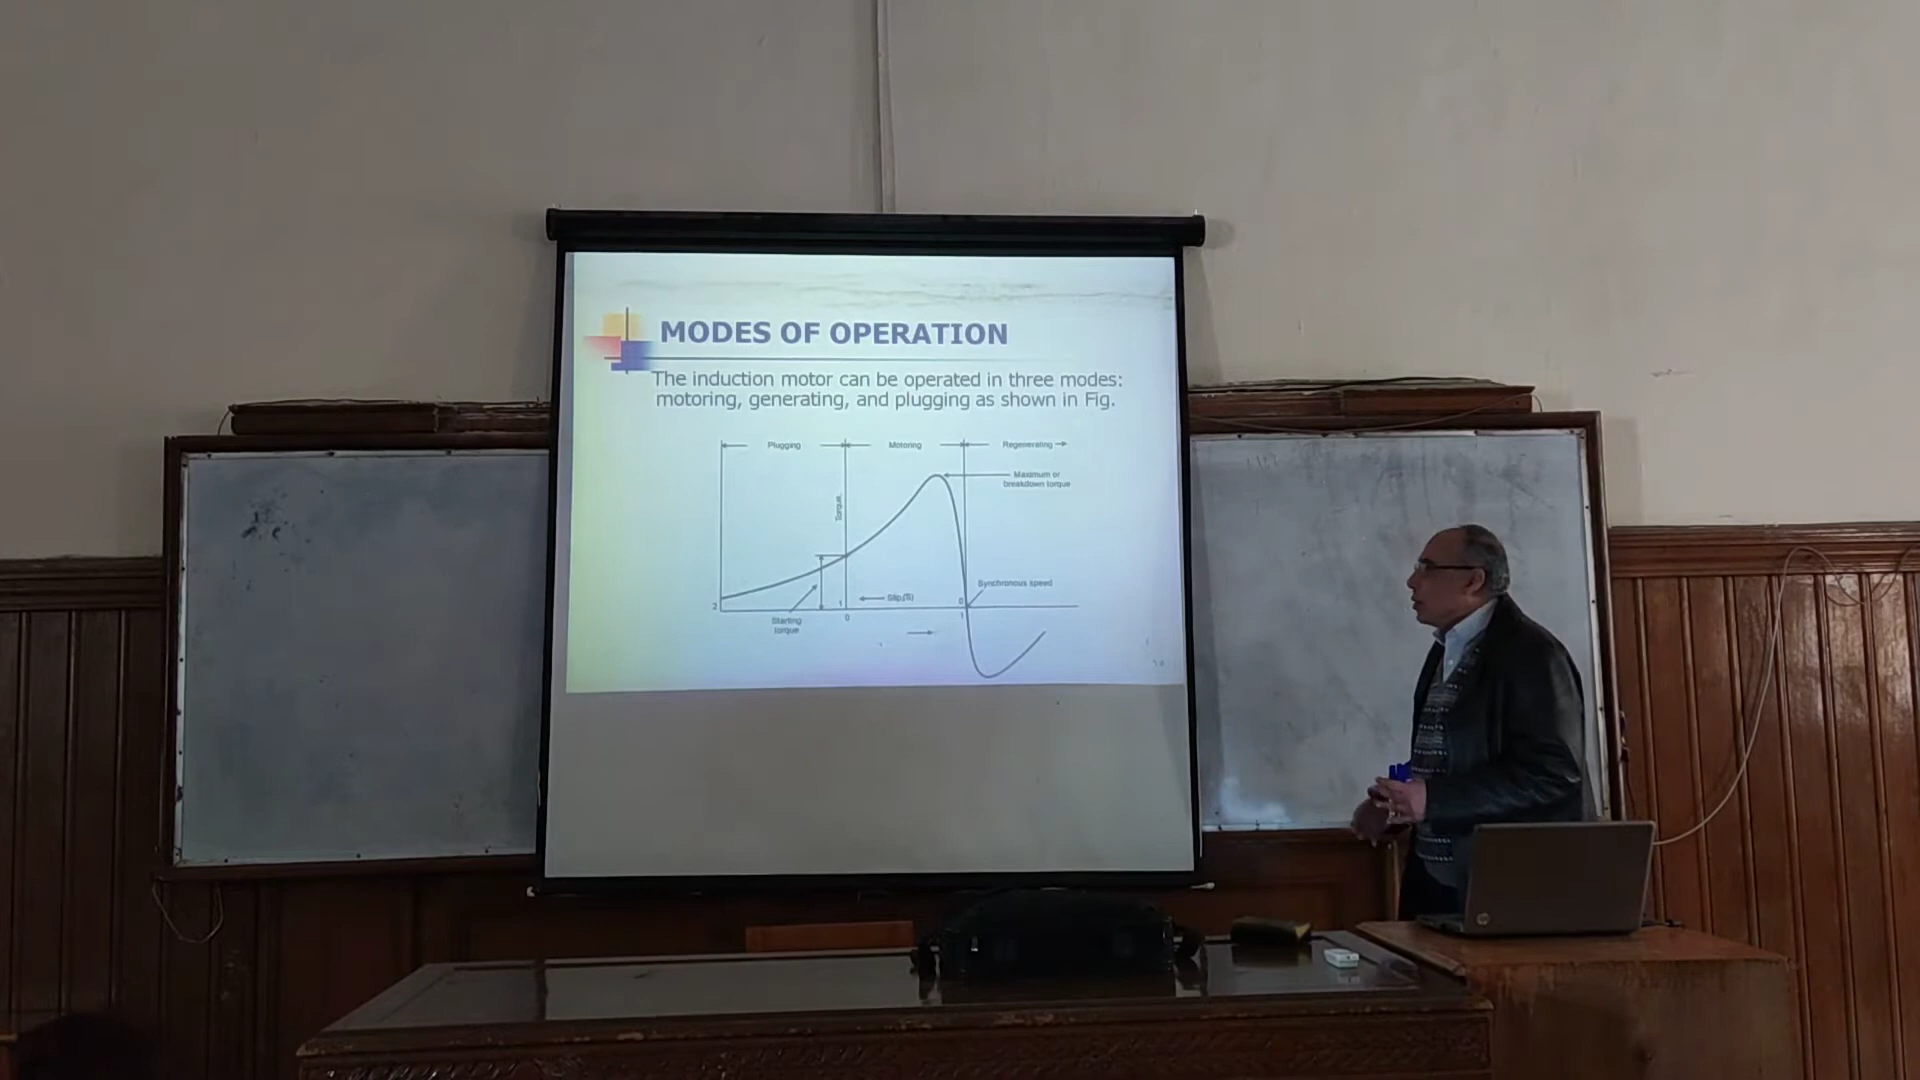 MODES OF OPERATION
The induction motor can be operated in three modes:
motoring, generating, and plugging as shown in Fig.
Plugging
Motoring
Regenerating
Maximum or
breakdown torque
Torque
Synchronous speed
2
1
Slip,(S)
0
Starting
torque
0
1